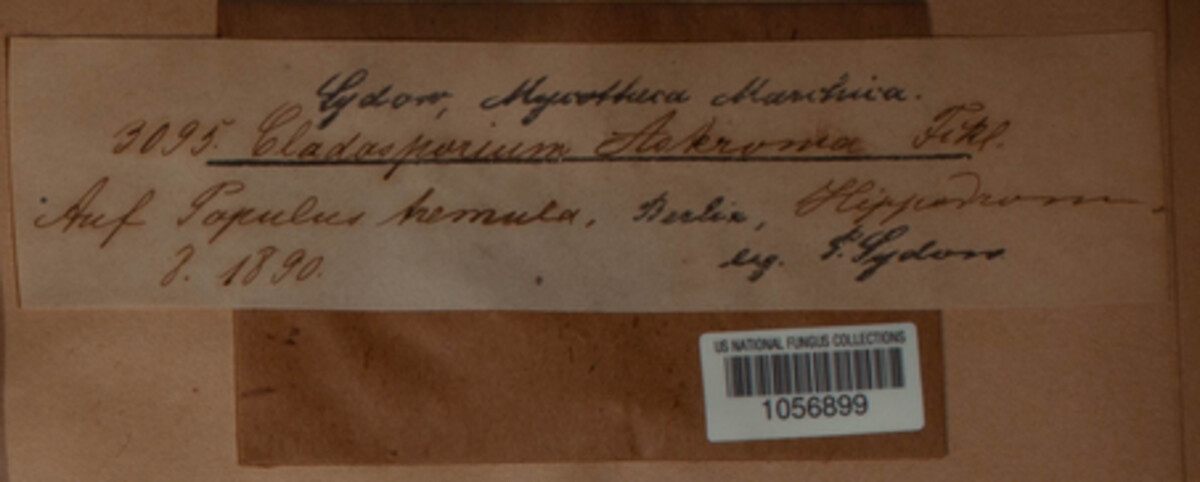 Sydow, Mycotheca Marchica.
3095. Cladosporium Astroma Fckl.
Auf Populus tremula. Berlin, Hippodrom.
8. 1890. leg. P. Sydow
US NATIONAL FUNGUS COLLECTIONS
1056899